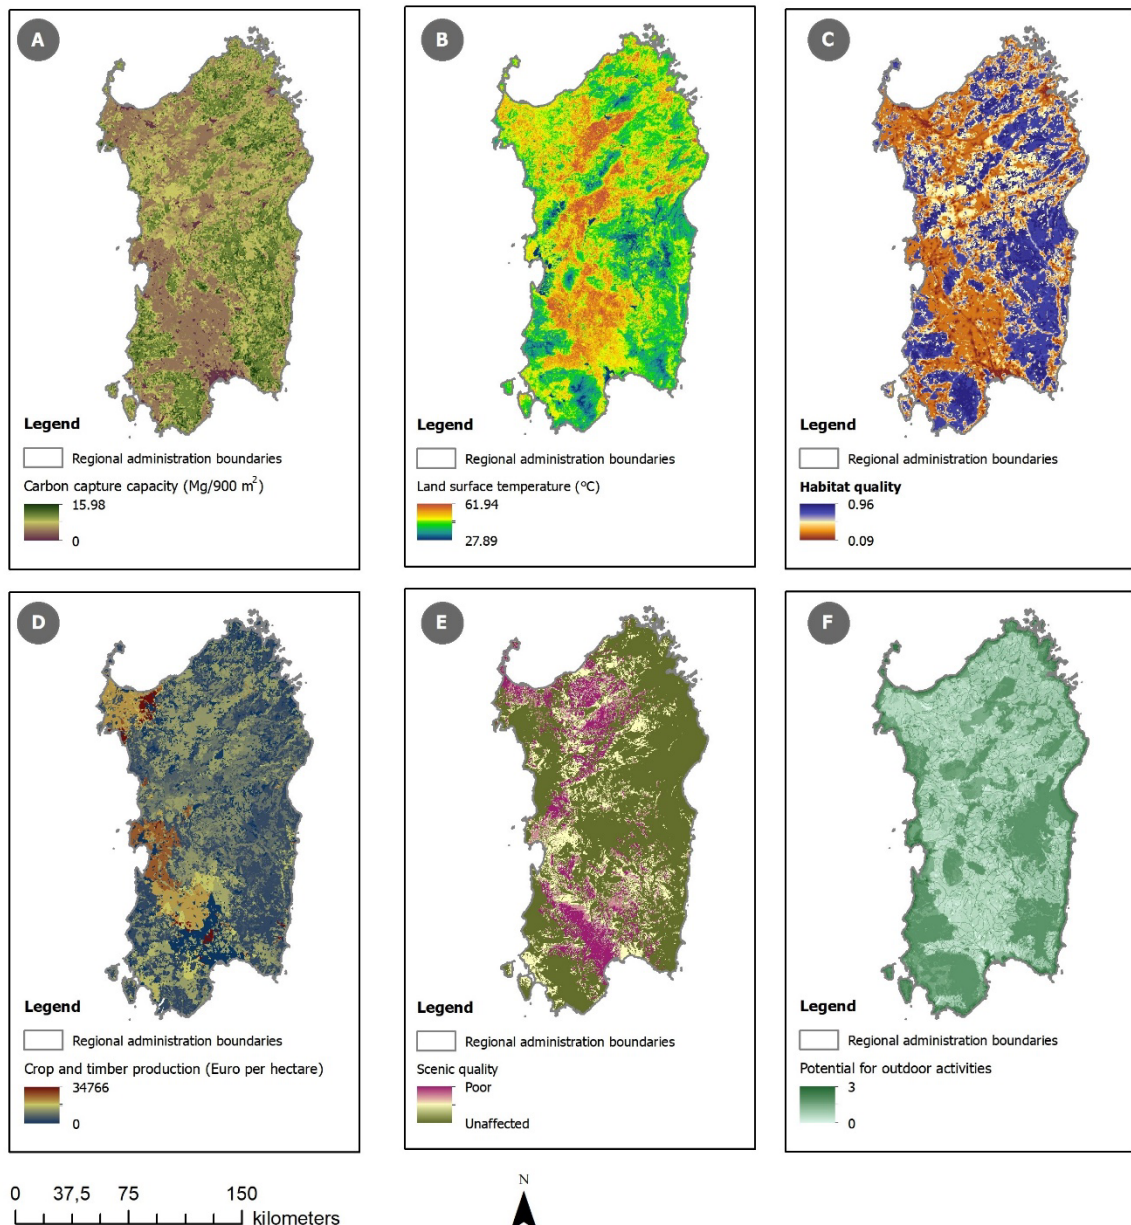 A
Legend
Regional administration boundaries
Carbon capture capacity (Mg/900 m²)
15.98
0
B
Legend
Regional administration boundaries
Land surface temperature (°C)
61.94
27.89
C
Legend
Regional administration boundaries
Habitat quality
0.96
0.09
D
Legend
Regional administration boundaries
Crop and timber production (Euro per hectare)
34766
0
E
Legend
Regional administration boundaries
Scenic quality
Poor
Unaffected
F
Legend
Regional administration boundaries
Potential for outdoor activities
3
0
0 37,5 75 150
kilometers
N